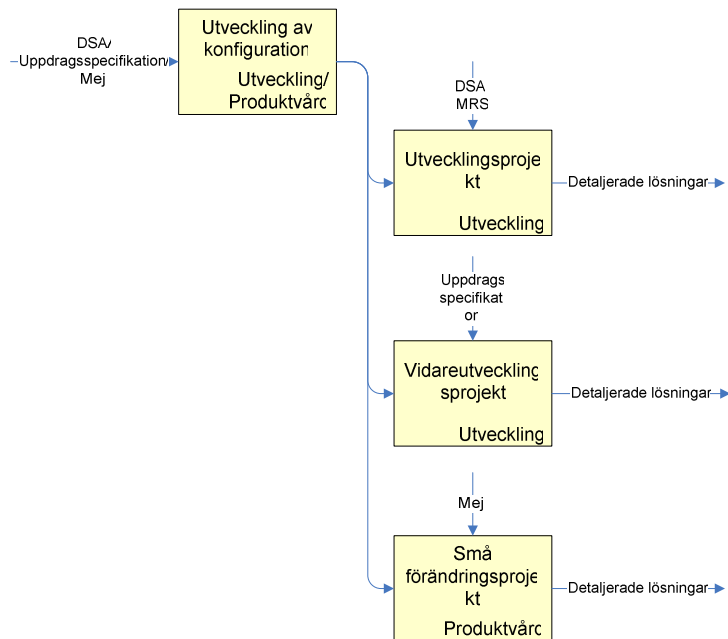 DSA/
Uppdragsspecifikation/
Mej
Utveckling av
konfiguration
Utveckling/
Produktvård
DSA
MRS
Utvecklingsproje
kt
Utveckling
Detaljerade lösningar
Uppdrags
specifikat
or
Vidareutveckling
sprojekt
Utveckling
Detaljerade lösningar
Mej
Små
förändringsproje
kt
Produktvård
Detaljerade lösningar